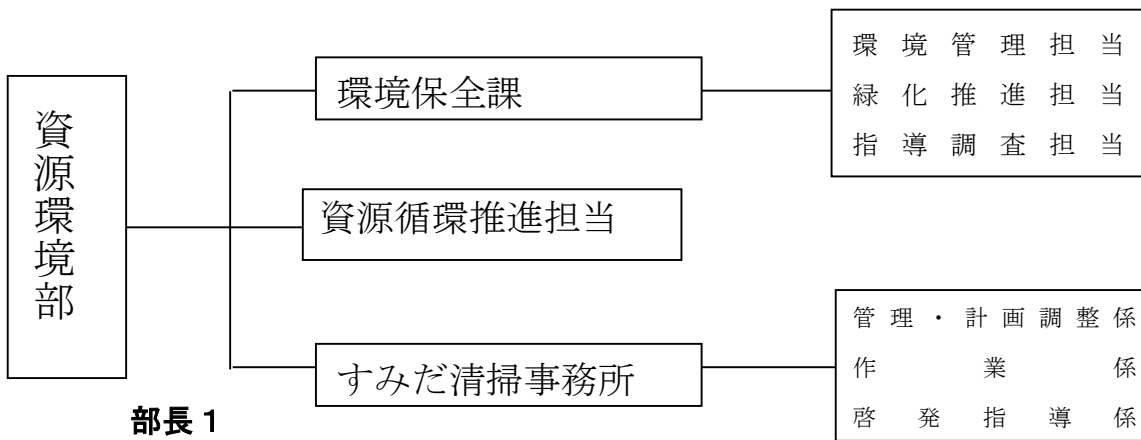 資源環境部
部長１
環境保全課
環境管理担当
緑化推進担当
指導調査担当
資源循環推進担当
すみだ清掃事務所
管理・計画調整係
作業係
啓発指導係